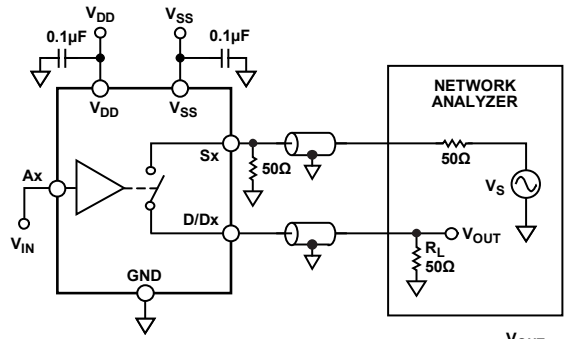 VDD
VSS
0.1µF
0.1µF
VDD
VSS
NETWORK
ANALYZER
Sx
50Ω
50Ω
VS
Ax
VIN
D/Dx
VOUT
RL
50Ω
GND